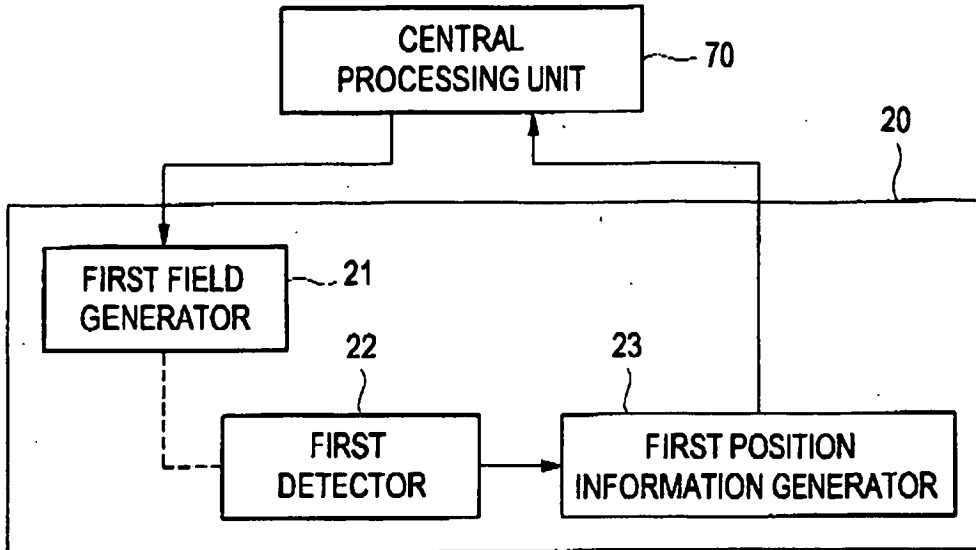 CENTRAL
PROCESSING UNIT
70
20
FIRST FIELD
GENERATOR
21
22
23
FIRST
DETECTOR
FIRST POSITION
INFORMATION GENERATOR